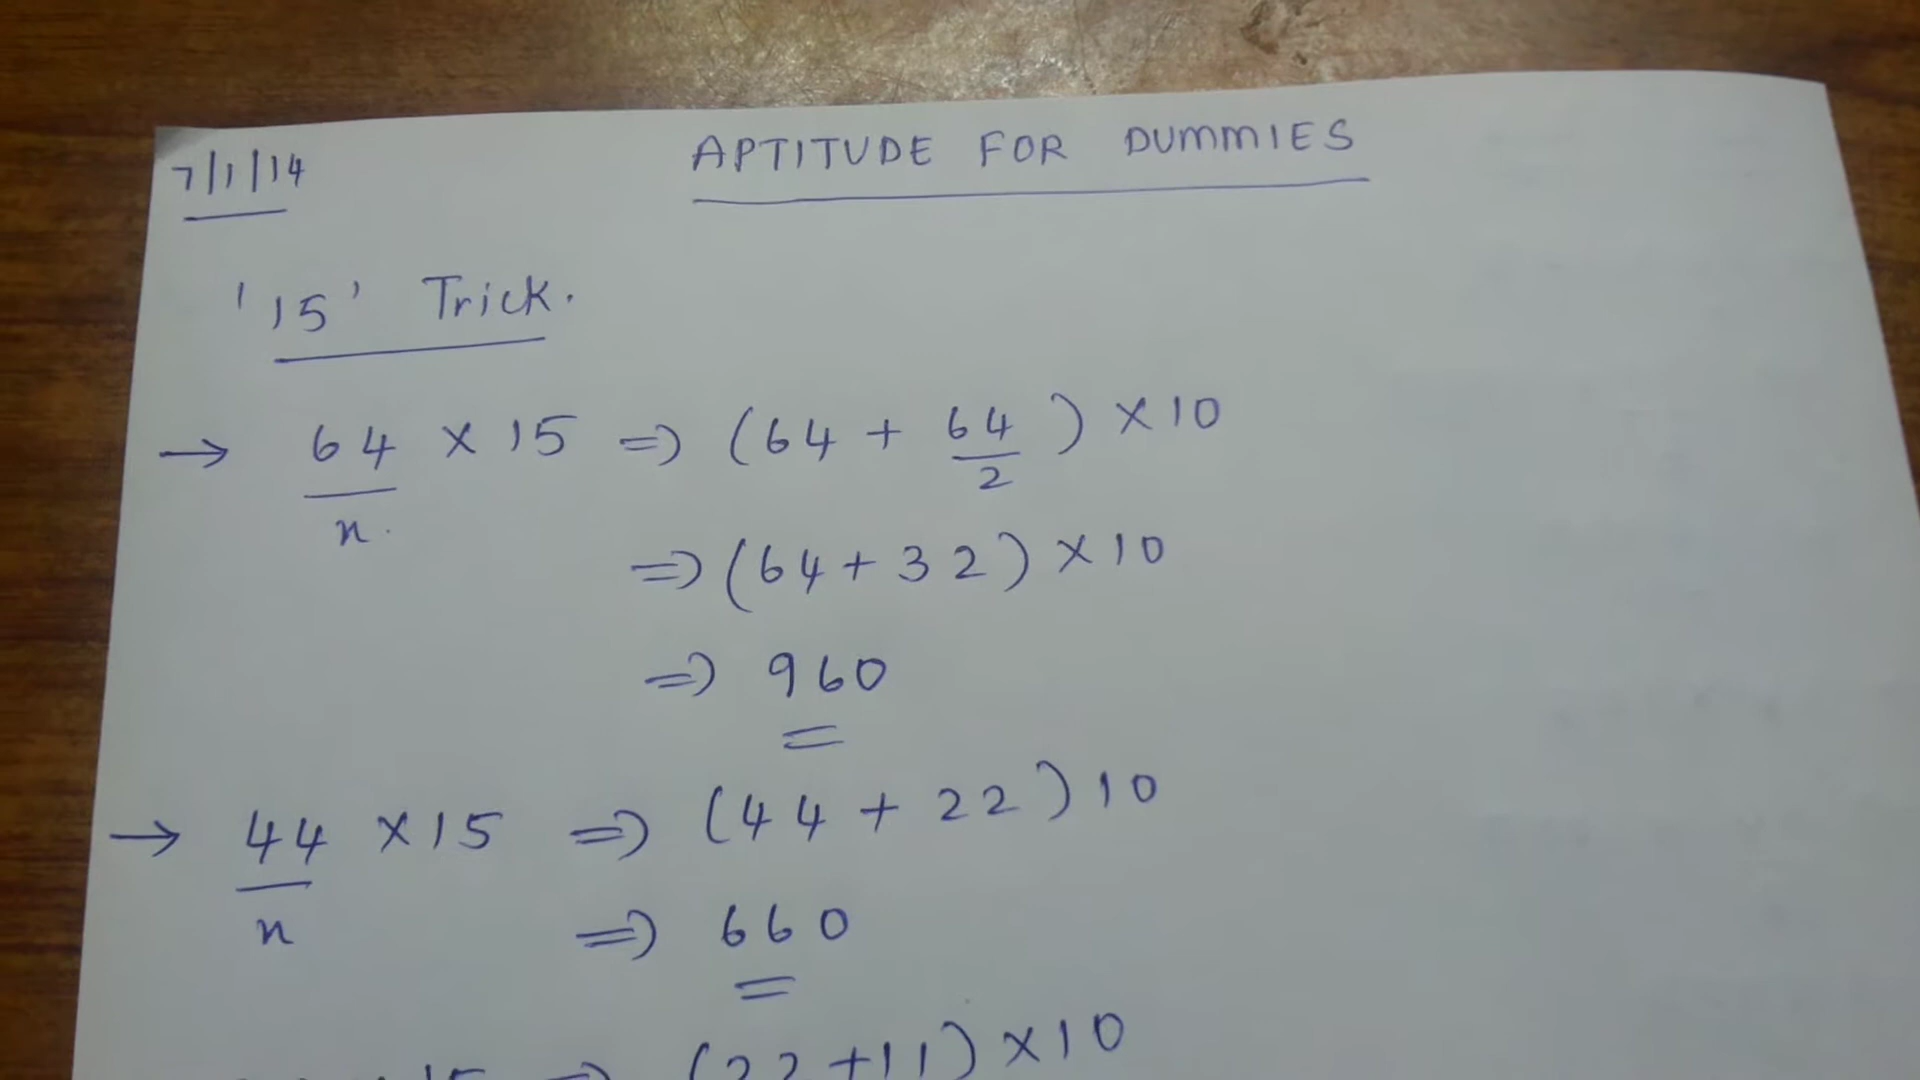 7/1/14
APTITUDE FOR DUMMIES
'15' Trick.
→ 64 × 15 ⇒ (64 + 64/2) × 10
n.
⇒ (64 + 32) × 10
⇒ 960
→ 44 × 15 ⇒ (44 + 22) 10
n
⇒ 660
15 ⇒ (22 + 11) × 10